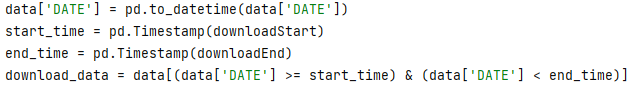 data['DATE'] = pd.to_datetime(data['DATE'])
start_time = pd.Timestamp(downloadStart)
end_time = pd.Timestamp(downloadEnd)
download_data = data[(data['DATE'] >= start_time) & (data['DATE'] < end_time)]